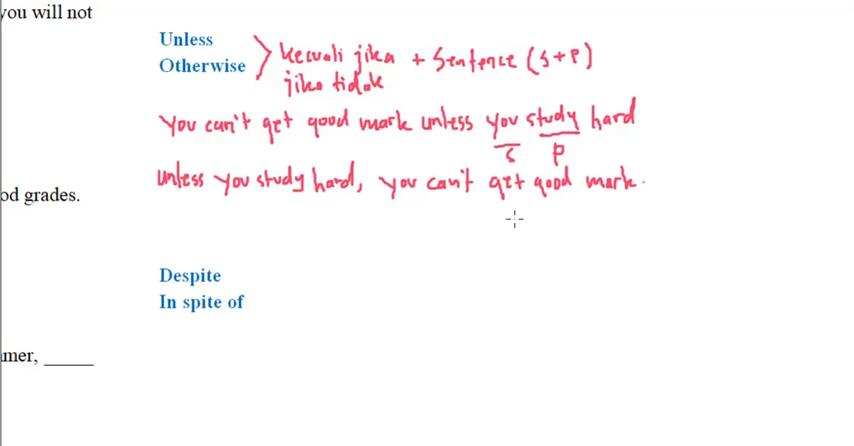 you will not
Unless
Otherwise
kecuali jika + Sentence (S+P)
jika tidak
You can't get good mark unless you study hard
S P
unless you study hard, you can't get good mark.
od grades.
Despite
In spite of
mer, _____